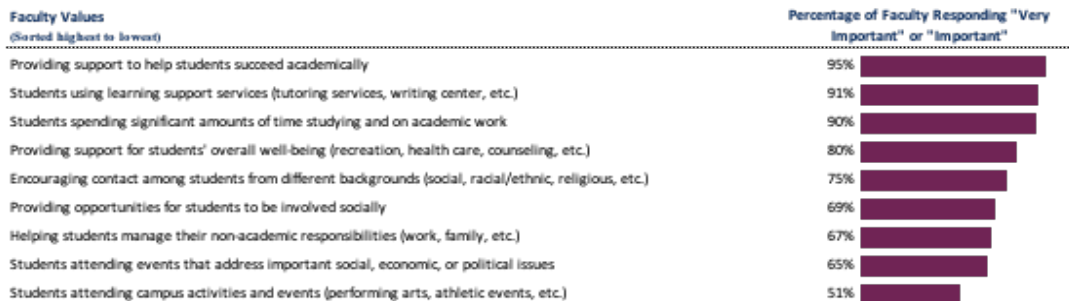 Faculty Values
Percentage of Faculty Responding "Very
(Sorted highest to lowest)
Important" or "Important"
Providing support to help students succeed academically 95%
Students using learning support services (tutoring services, writing center, etc.) 91%
Students spending significant amounts of time studying and on academic work 90%
Providing support for students' overall well-being (recreation, health care, counseling, etc.) 80%
Encouraging contact among students from different backgrounds (social, racial/ethnic, religious, etc.) 75%
Providing opportunities for students to be involved socially 69%
Helping students manage their non-academic responsibilities (work, family, etc.) 67%
Students attending events that address important social, economic, or political issues 65%
Students attending campus activities and events (performing arts, athletic events, etc.) 51%